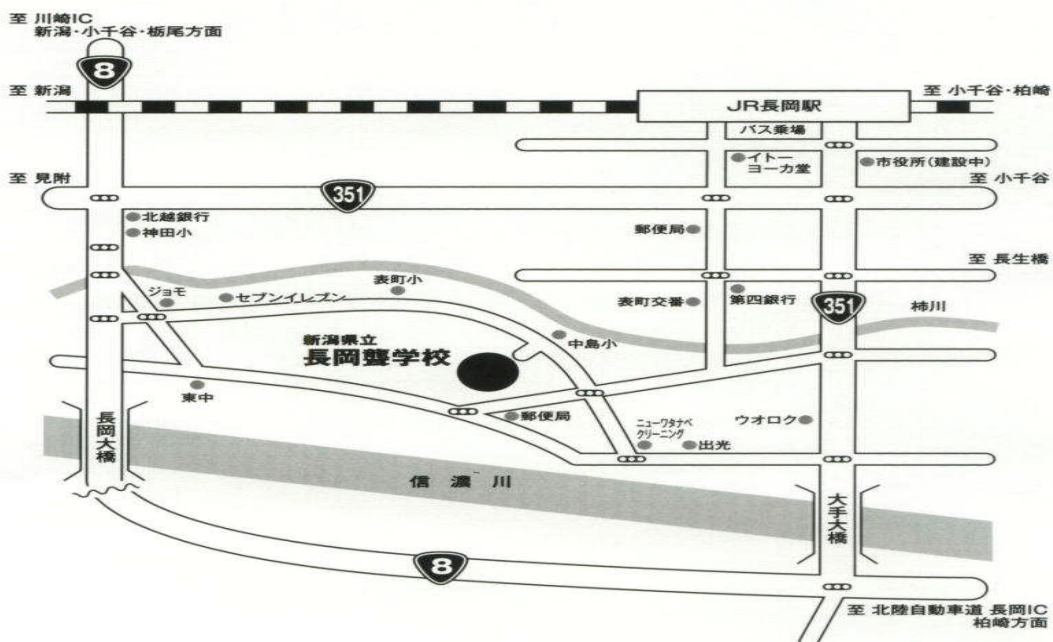 至 川崎IC
新潟・小千谷・栃尾方面
8
至 新潟
JR長岡駅
至 小千谷・柏崎
バス乗場
イトー
ヨーカ堂
市役所(建設中)
至 見附
351
至 小千谷
北越銀行
神田小
郵便局
至 長生橋
ジョモ
セブンイレブン
表町小
表町交番
第四銀行
351
柿川
新潟県立
長岡聾学校
中島小
東中
郵便局
ニューワタナベ
クリーニング
出光
ウオロク
長岡大橋
信濃川
大手大橋
8
至 北陸自動車道 長岡IC
柏崎方面